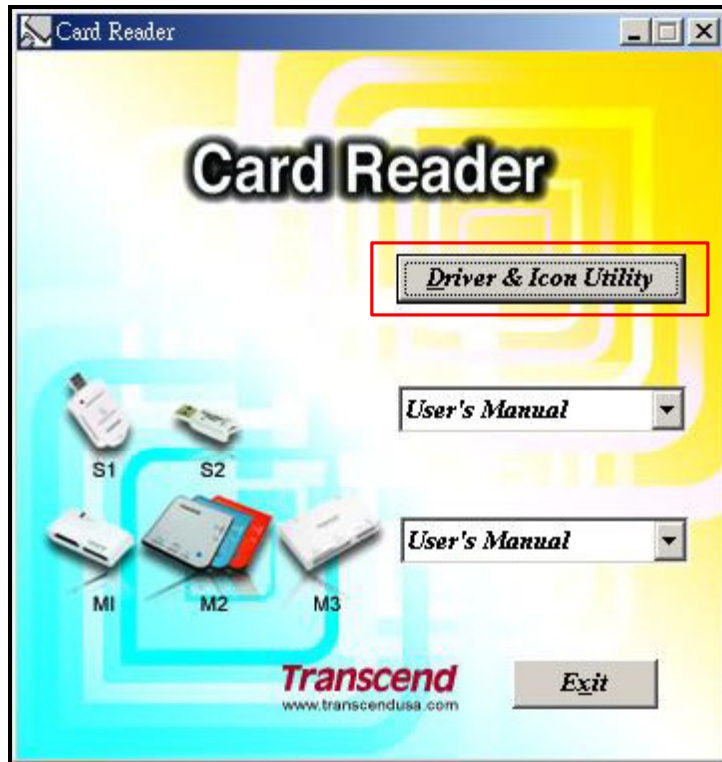 Card Reader
Card Reader
Driver & Icon Utility
User's Manual
S1 S2
User's Manual
M1 M2 M3
Transcend
www.transcendusa.com
Exit